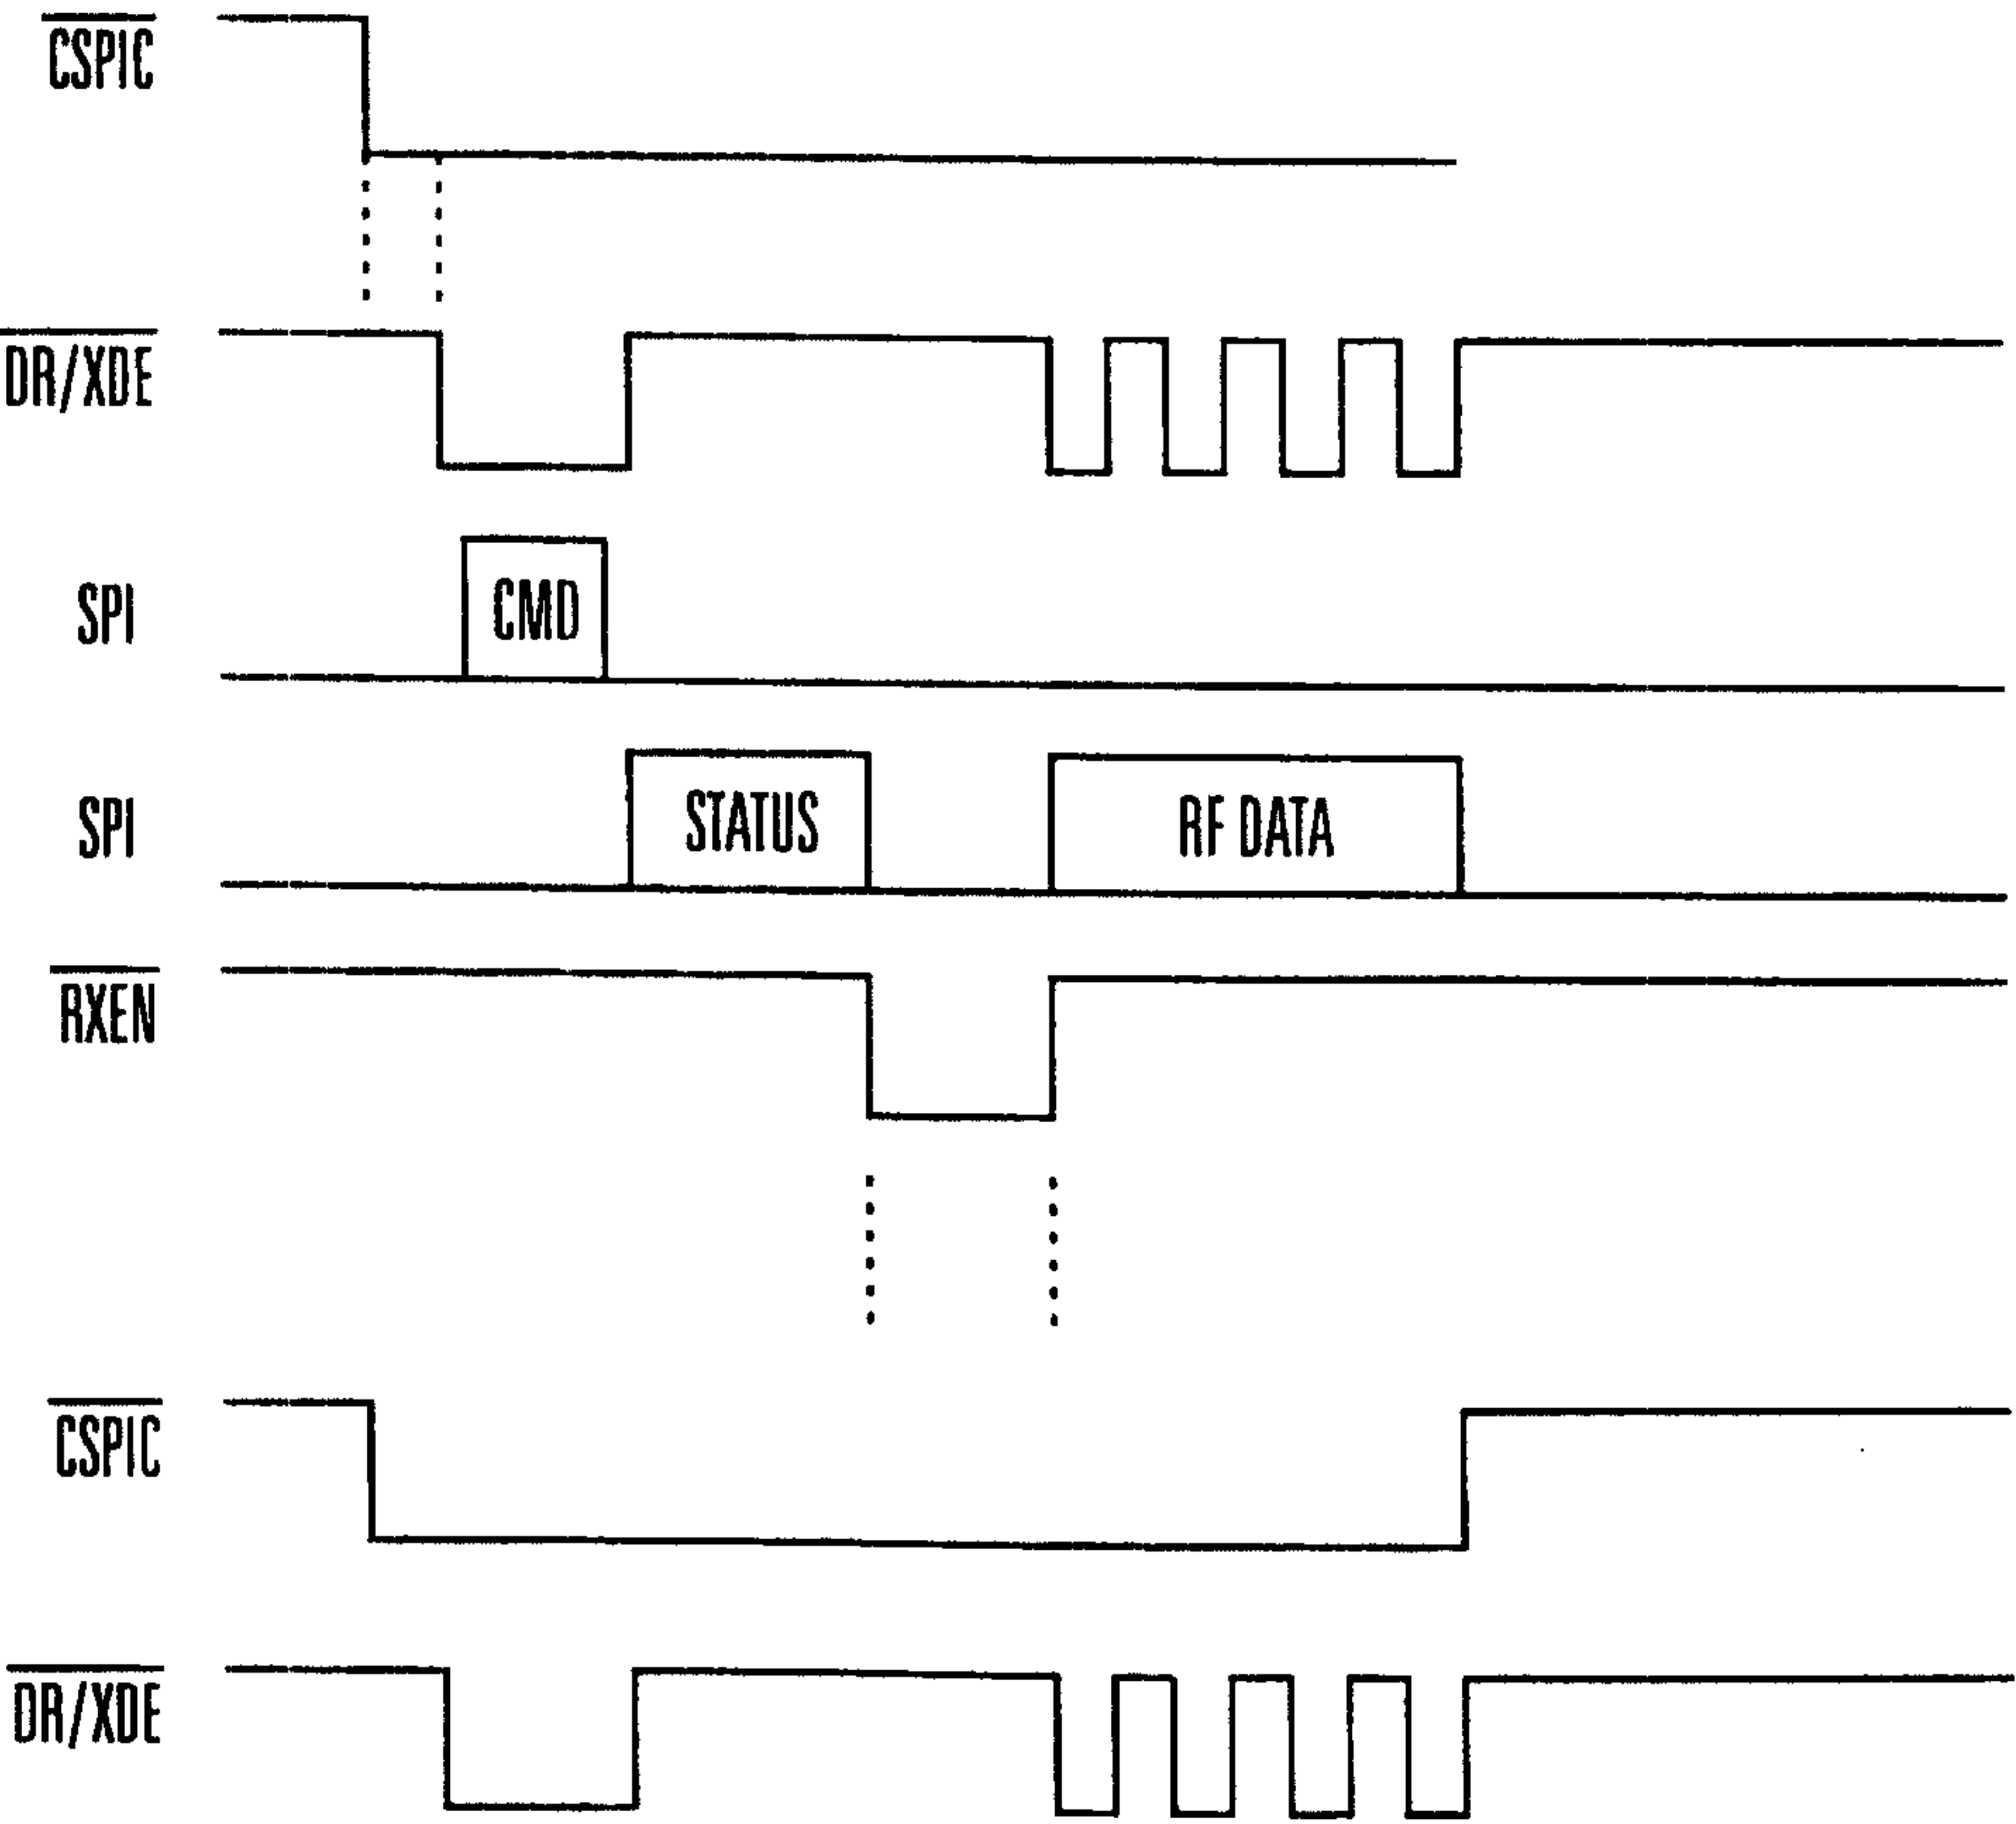 CSPIC
DR/XDE
SPI
CMD
SPI
STATUS
RF DATA
RXEN
CSPIC
DR/XDE